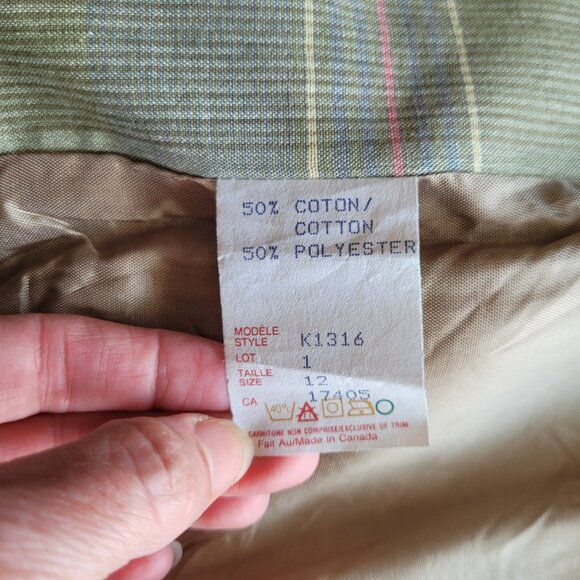 50% COTON/
COTTON
50% POLYESTER
MODÈLE
STYLE K1316
LOT 1
TAILLE
SIZE 12
CA 17405
40°
GARNITURE NON COMPRISE/EXCLUSIVE OF TRIM
Fait Au/Made in Canada